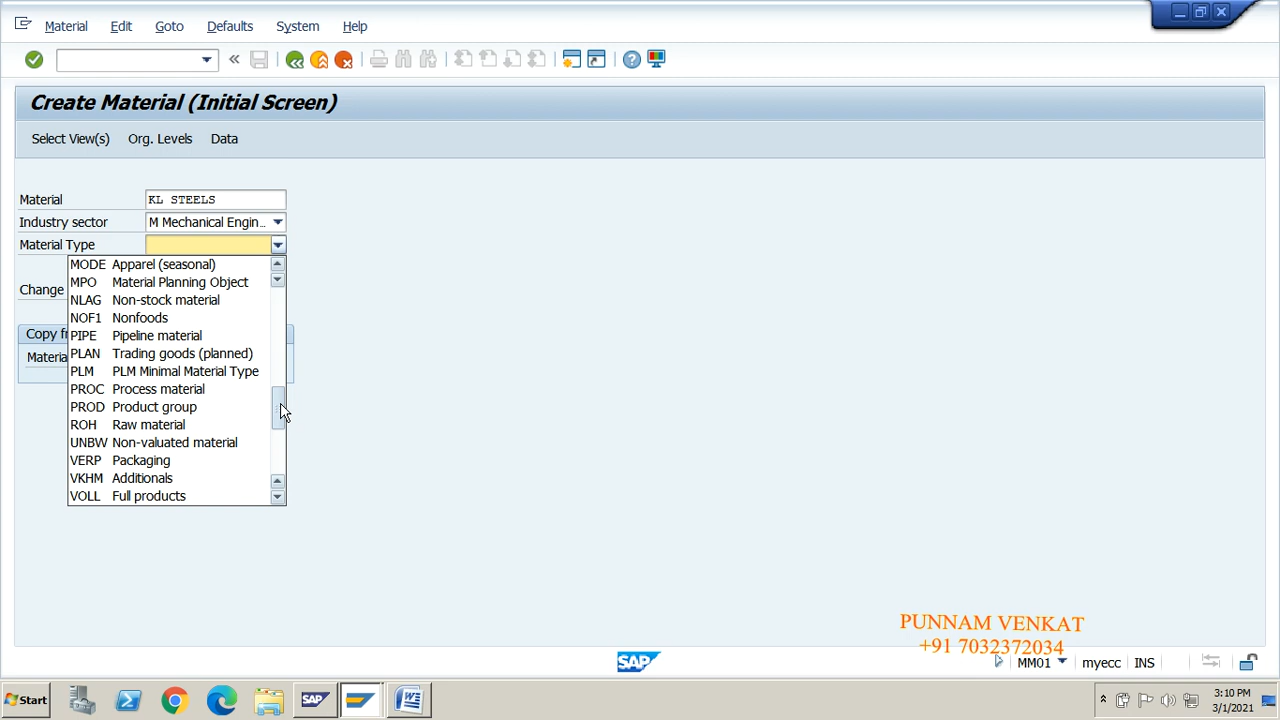 Material Edit Goto Defaults System Help
Create Material (Initial Screen)
Select View(s) Org. Levels Data
Material KL STEELS
Industry sector M Mechanical Engin...
Material Type
MODE Apparel (seasonal)
MPO Material Planning Object
Change NLAG Non-stock material
NOF1 Nonfoods
Copy fr PIPE Pipeline material
PLAN Trading goods (planned)
Materia PLM PLM Minimal Material Type
PROC Process material
PROD Product group
ROH Raw material
UNBW Non-valuated material
VERP Packaging
VKHM Additionals
VOLL Full products
PUNNAM VENKAT
+91 7032372034
SAP MM01 myecc INS
Start SAP 3:10 PM
3/1/2021